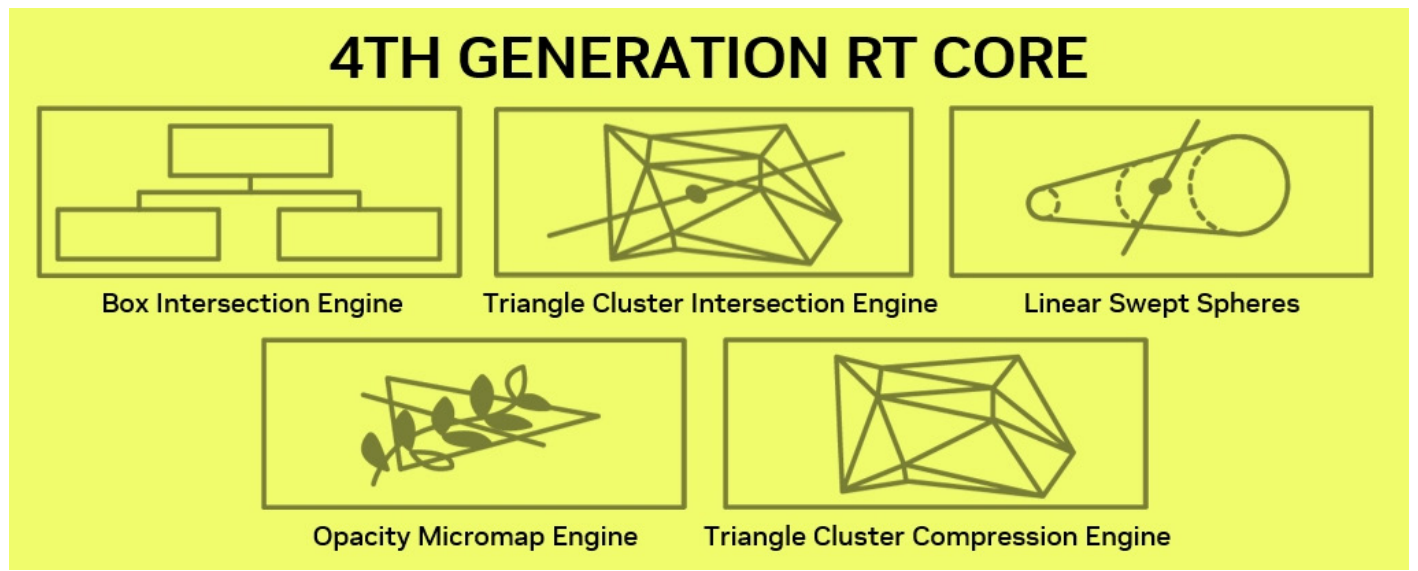 4TH GENERATION RT CORE
Box Intersection Engine
Triangle Cluster Intersection Engine
Linear Swept Spheres
Opacity Micromap Engine
Triangle Cluster Compression Engine